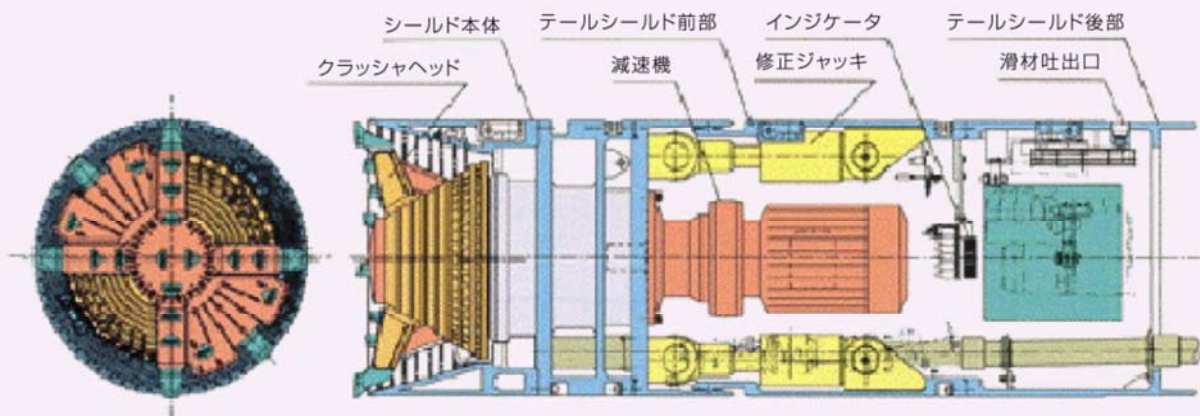 シールド本体
テールシールド前部
インジケータ
テールシールド後部
クラッシャヘッド
減速機
修正ジャッキ
滑材吐出口